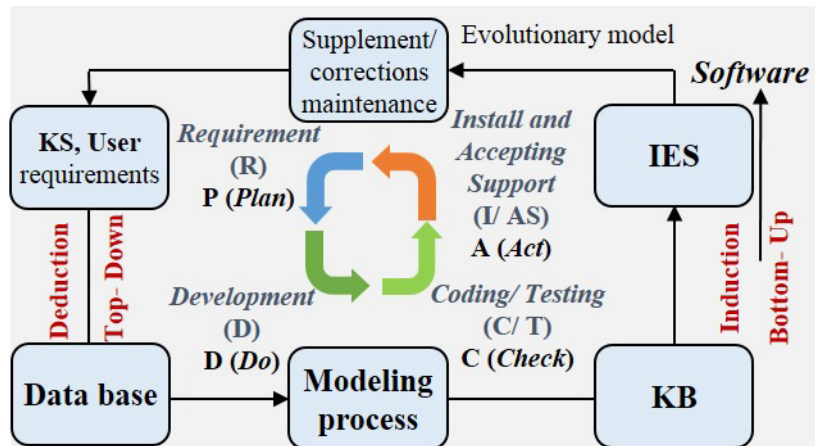 Supplement/
corrections
maintenance
Evolutionary model
Software
KS, User
requirements
Requirement
(R)
P (Plan)
Install and
Accepting
Support
(I/ AS)
A (Act)
IES
Deduction
Top- Down
Induction
Bottom- Up
Development
(D)
D (Do)
Coding/ Testing
(C/ T)
C (Check)
Data base
Modeling
process
KB